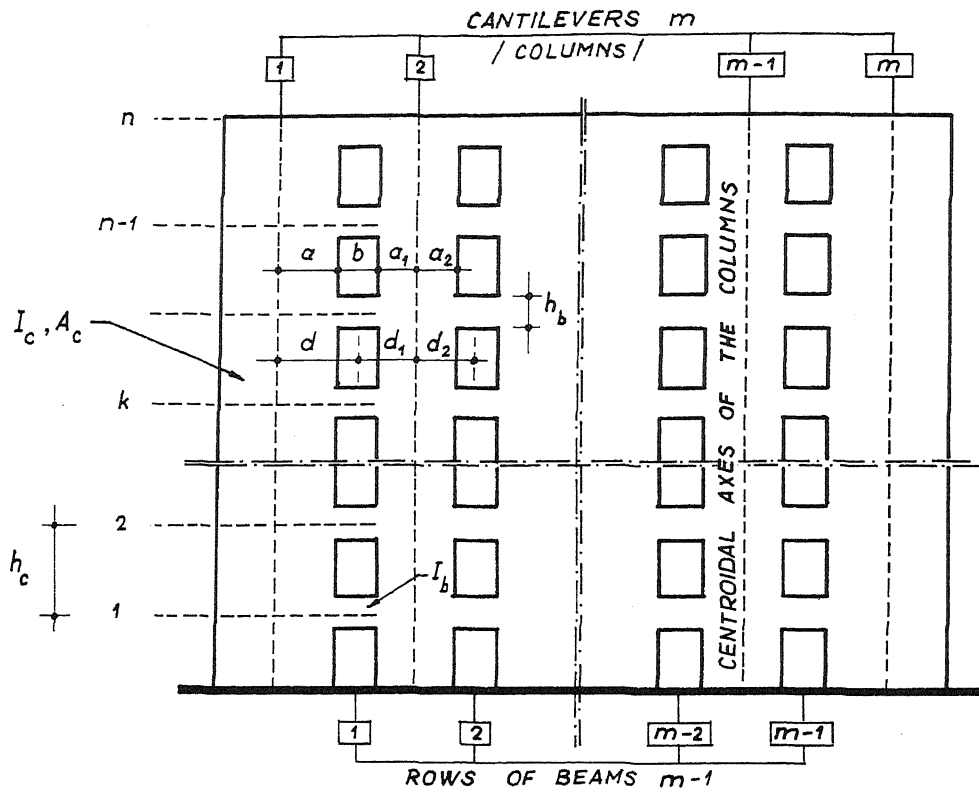 CANTILEVERS m
/ COLUMNS /
1 2 m-1 m
n
n-1
a b a₁ a₂
h_b
I_c, A_c
d d₁ d₂
k
CENTROIDAL AXES OF THE COLUMNS
2
h_c
I_b
1
1 2 m-2 m-1
ROWS OF BEAMS m-1